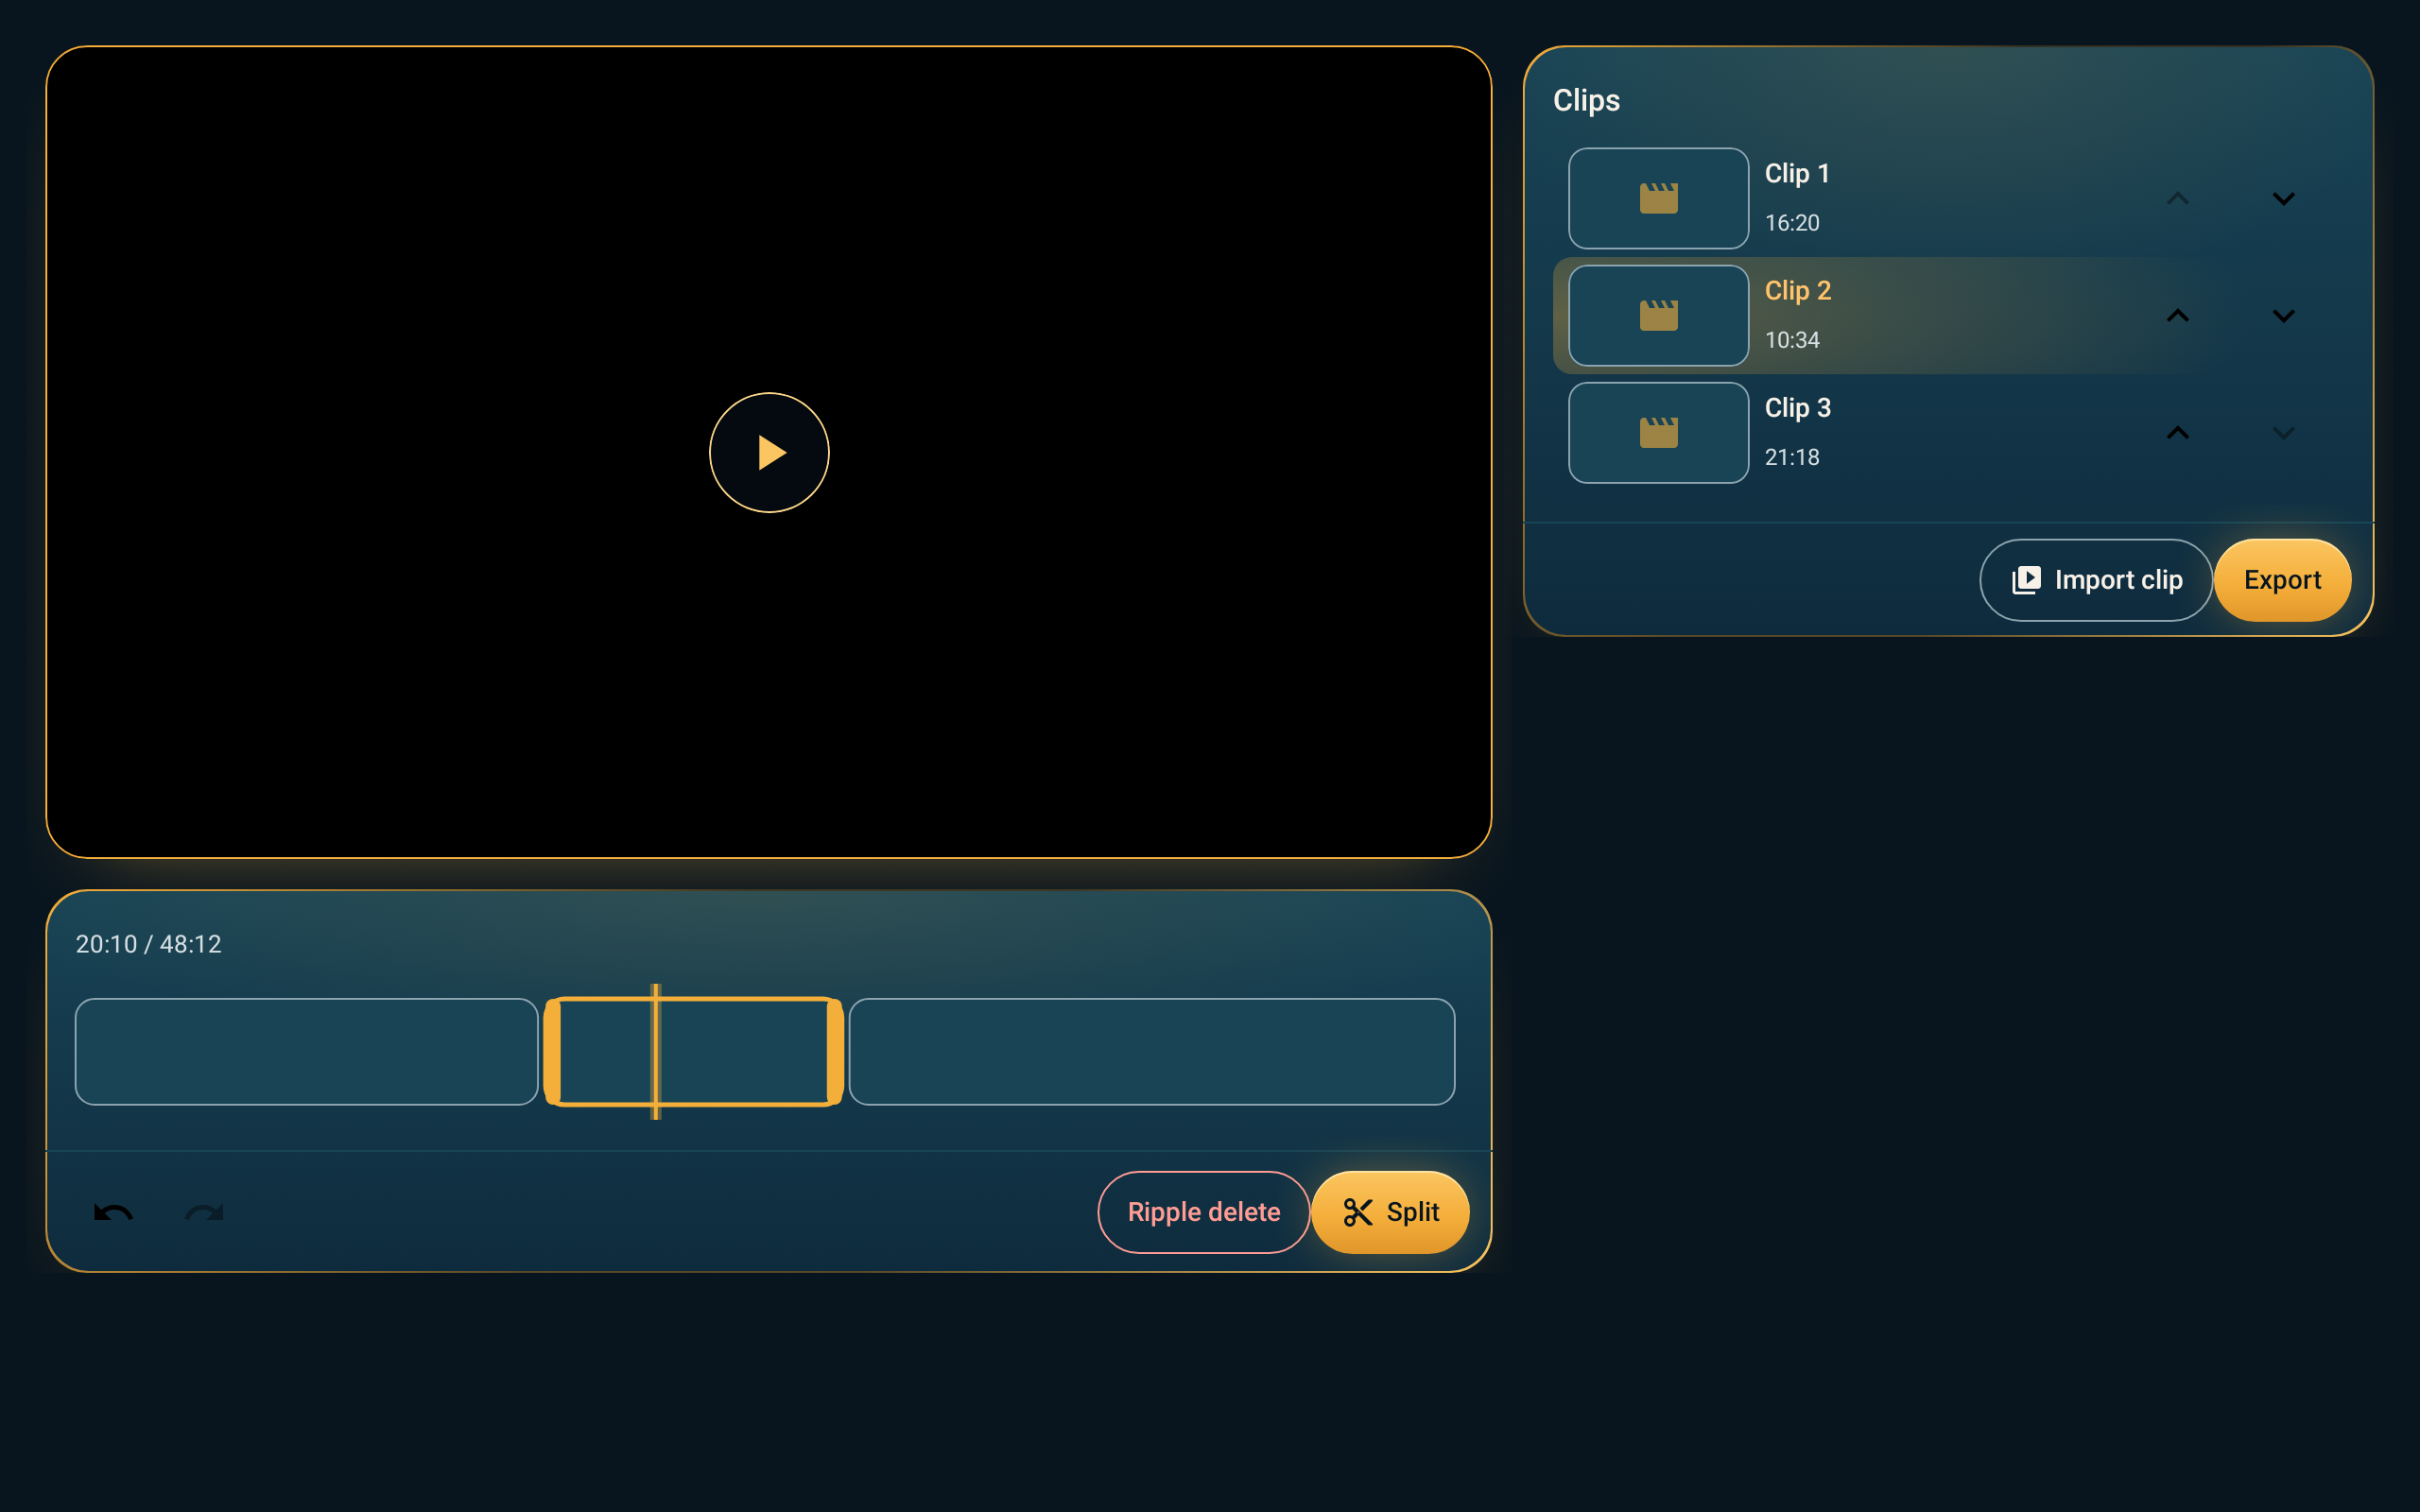 Clips
Clip 1
16:20
Clip 2
10:34
Clip 3
21:18
Import clip
Export
20:10 / 48:12
Ripple delete
Split